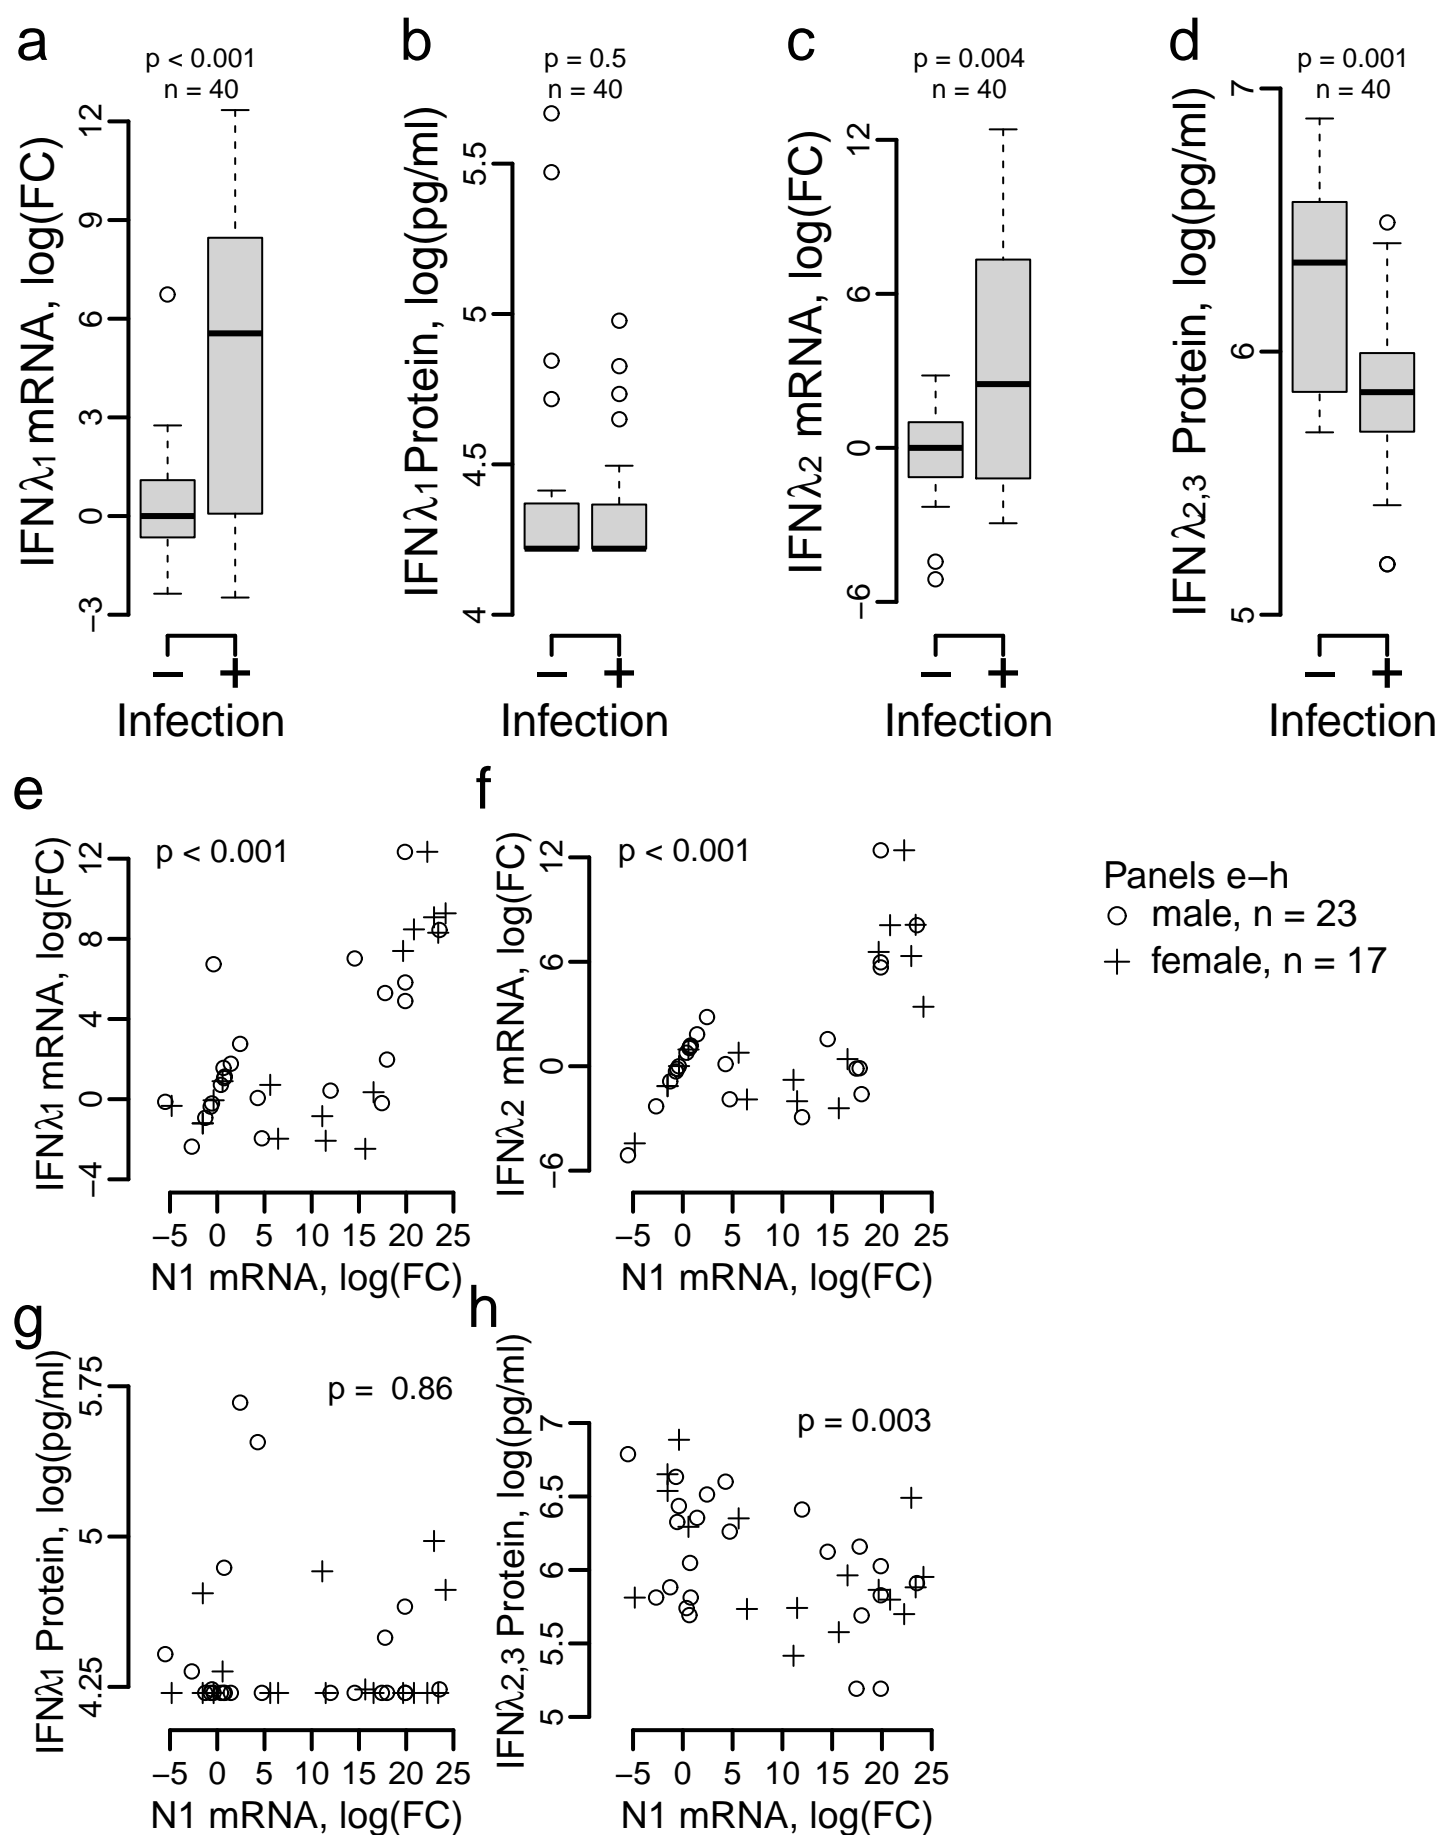 a
p < 0.001
n = 40
IFNλ1 mRNA, log(FC)
12
9
6
3
0
−3
− +
Infection
b
p = 0.5
n = 40
IFNλ1 Protein, log(pg/ml)
5.5
5
4.5
4
− +
Infection
c
p = 0.004
n = 40
IFNλ2 mRNA, log(FC)
12
6
0
−6
− +
Infection
d
p = 0.001
n = 40
IFNλ2,3 Protein, log(pg/ml)
7
6
5
− +
Infection
e
p < 0.001
IFNλ1 mRNA, log(FC)
12
8
4
0
−4
−5 0 5 10 15 20 25
N1 mRNA, log(FC)
f
p < 0.001
IFNλ2 mRNA, log(FC)
12
6
0
−6
−5 0 5 10 15 20 25
N1 mRNA, log(FC)
Panels e−h
male, n = 23
female, n = 17
g
p = 0.86
IFNλ1 Protein, log(pg/ml)
5.75
5
4.25
−5 0 5 10 15 20 25
N1 mRNA, log(FC)
h
p = 0.003
IFNλ2,3 Protein, log(pg/ml)
7
6.5
6
5.5
5
−5 0 5 10 15 20 25
N1 mRNA, log(FC)